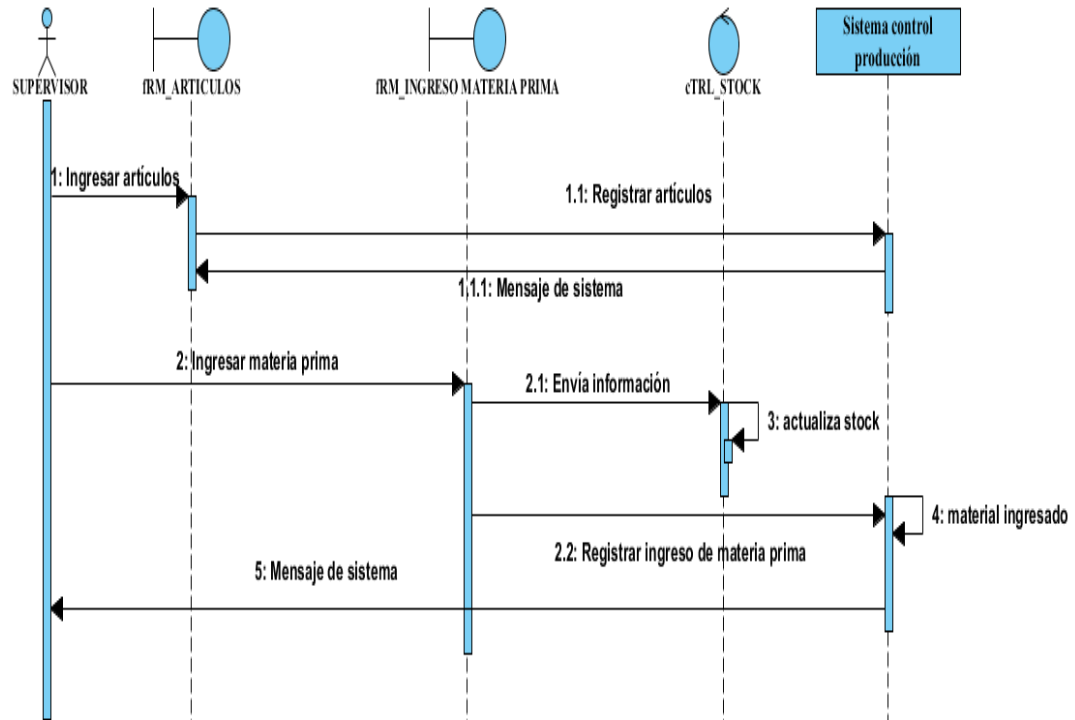 SUPERVISOR
fRM_ARTICULOS
fRM_INGRESO MATERIA PRIMA
cTRL_STOCK
Sistema control
producción
1: Ingresar artículos
1.1: Registrar artículos
1.1.1: Mensaje de sistema
2: Ingresar materia prima
2.1: Envía información
3: actualiza stock
4: material ingresado
2.2: Registrar ingreso de materia prima
5: Mensaje de sistema